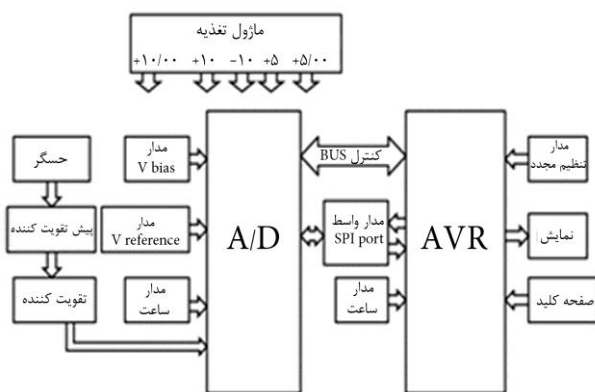 ماژول تغذیه
+۱۰/۰۰ +۱۰ -۱۰ +۵ +۵/۰۰
حسگر
پیش تقویت کننده
تقویت کننده
مدار
V bias
مدار
V reference
مدار
ساعت
A/D
کنترل BUS
مدار واسط
SPI port
مدار
ساعت
AVR
مدار
تنظیم مجدد
نمایش
صفحه کلید